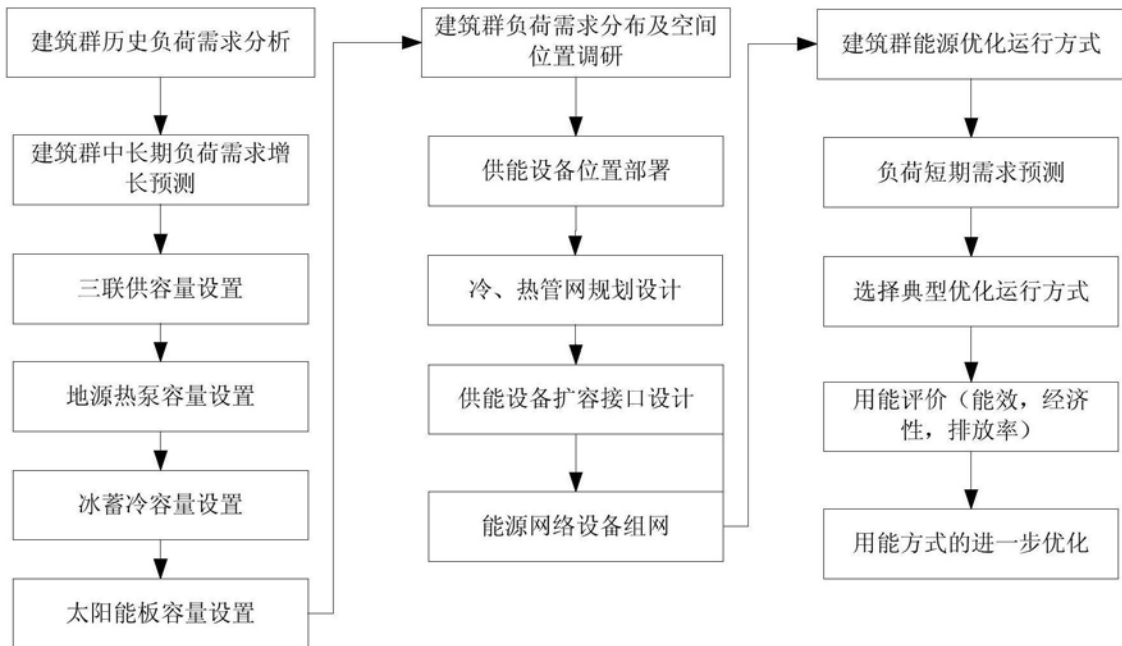 建筑群历史负荷需求分析
建筑群中长期负荷需求增
长预测
三联供容量设置
地源热泵容量设置
冰蓄冷容量设置
太阳能板容量设置
建筑群负荷需求分布及空间
位置调研
供能设备位置部署
冷、热管网规划设计
供能设备扩容接口设计
能源网络设备组网
建筑群能源优化运行方式
负荷短期需求预测
选择典型优化运行方式
用能评价（能效，经济
性，排放率）
用能方式的进一步优化